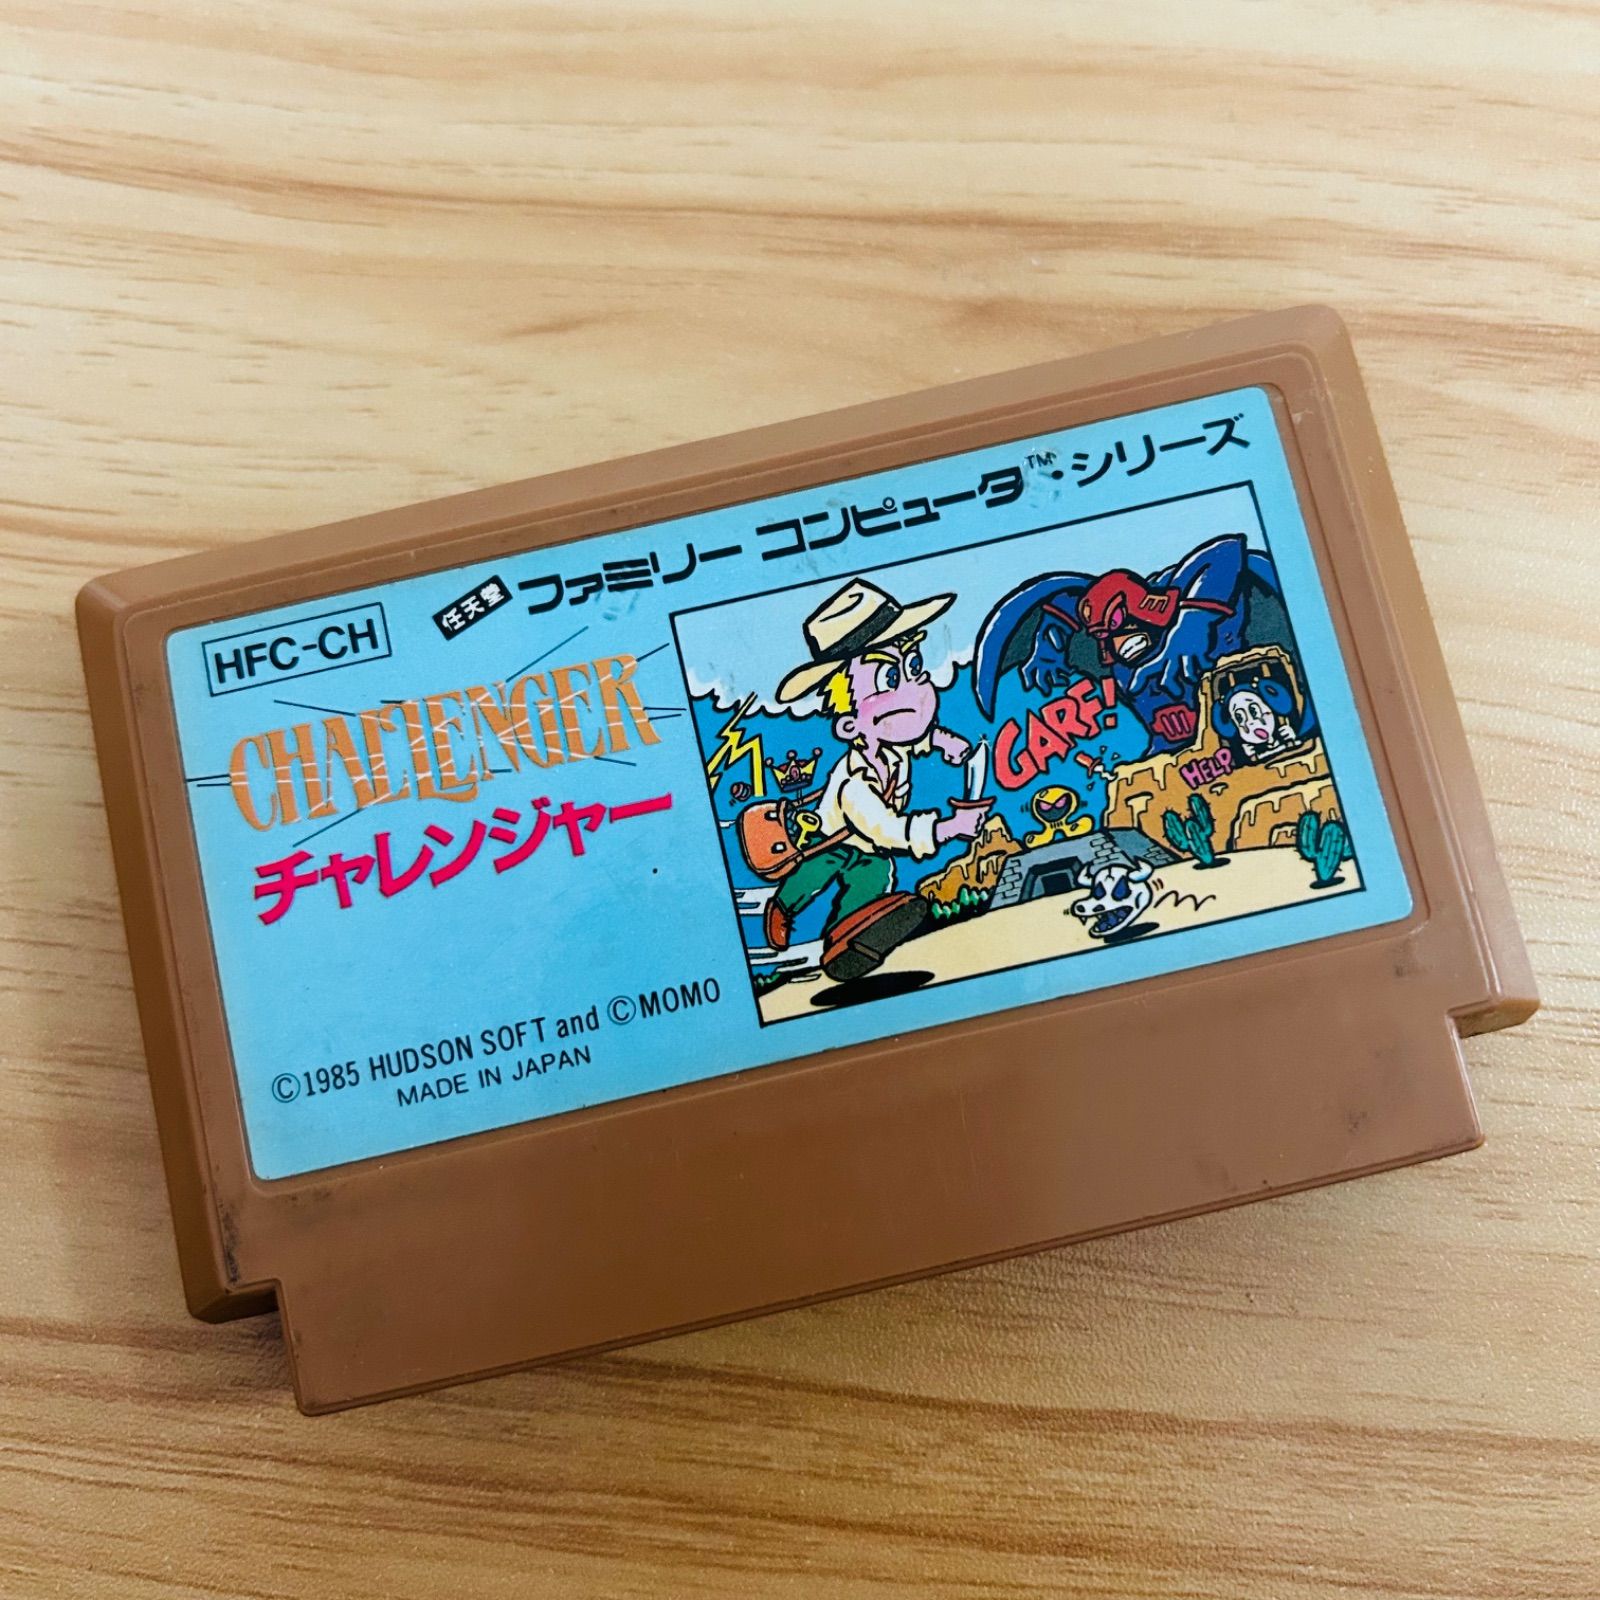 HFC-CH
任天堂 ファミリー コンピュータ™・シリーズ
CHALLENGER
チャレンジャー
GARF!
HELP
©1985 HUDSON SOFT and ©MOMO
MADE IN JAPAN